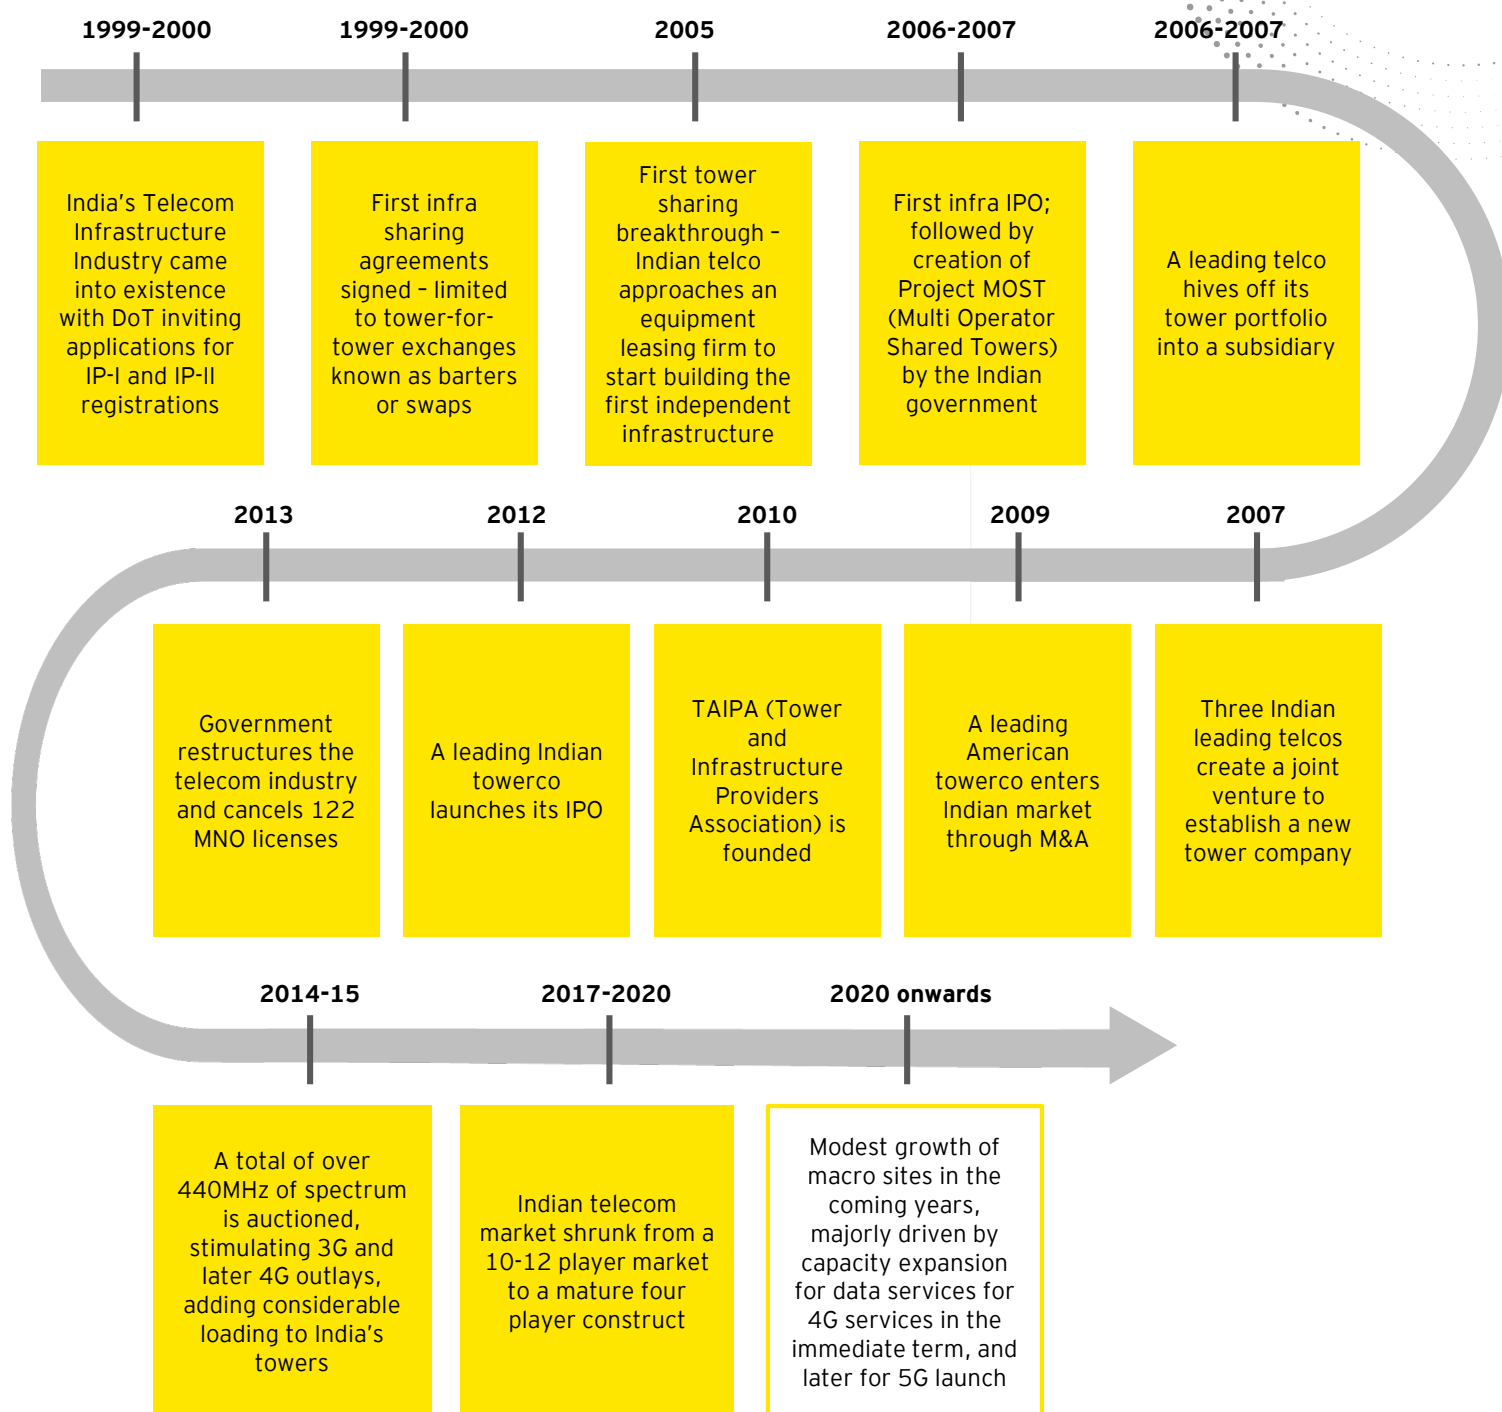 1999-2000
India's Telecom
Infrastructure
Industry came
into existence
with DoT inviting
applications for
IP-I and IP-II
registrations
1999-2000
First infra
sharing
agreements
signed – limited
to tower-for-
tower exchanges
known as barters
or swaps
2005
First tower
sharing
breakthrough –
Indian telco
approaches an
equipment
leasing firm to
start building the
first independent
infrastructure
2006-2007
First infra IPO;
followed by
creation of
Project MOST
(Multi Operator
Shared Towers)
by the Indian
government
2006-2007
A leading telco
hives off its
tower portfolio
into a subsidiary
2007
Three Indian
leading telcos
create a joint
venture to
establish a new
tower company
2009
A leading
American
towerco enters
Indian market
through M&A
2010
TAIPA (Tower
and
Infrastructure
Providers
Association) is
founded
2012
A leading Indian
towerco
launches its IPO
2013
Government
restructures the
telecom industry
and cancels 122
MNO licenses
2014-15
A total of over
440MHz of spectrum
is auctioned,
stimulating 3G and
later 4G outlays,
adding considerable
loading to India's
towers
2017-2020
Indian telecom
market shrunk from a
10-12 player market
to a mature four
player construct
2020 onwards
Modest growth of
macro sites in the
coming years,
majorly driven by
capacity expansion
for data services for
4G services in the
immediate term, and
later for 5G launch